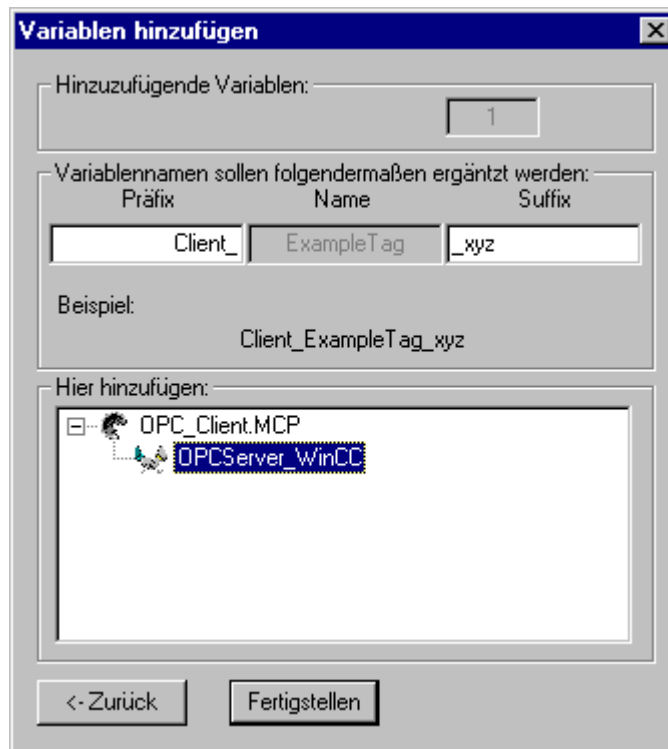 Variablen hinzufügen
Hinzuzufügende Variablen:
1
Variablennamen sollen folgendermaßen ergäntzt werden:
Präfix Name Suffix
Client_ ExampleTag _xyz
Beispiel:
Client_ExampleTag_xyz
Hier hinzufügen:
OPC_Client.MCP
OPCServer_WinCC
<- Zurück Fertigstellen